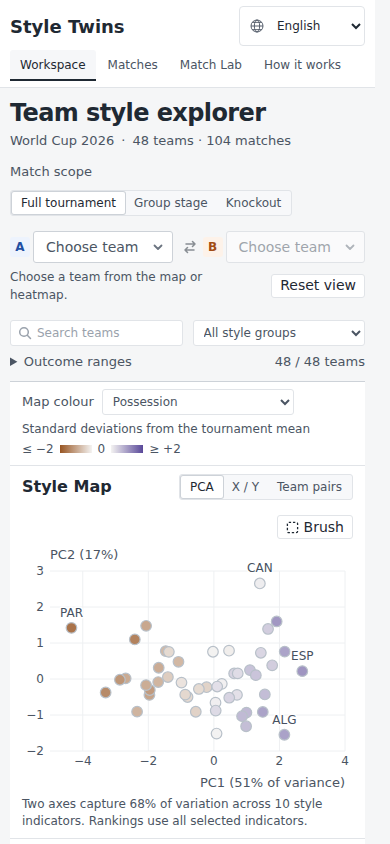 Style Twins
English
Workspace Matches Match Lab How it works
Team style explorer
World Cup 2026 · 48 teams · 104 matches
Match scope
Full tournament Group stage Knockout
A Choose team ⇄ B Choose team
Choose a team from the map or
heatmap.
Reset view
Search teams All style groups
Outcome ranges 48 / 48 teams
Map colour Possession
Standard deviations from the tournament mean
≤ −2 0 ≥ +2
Style Map PCA X / Y Team pairs
Brush
PC2 (17%)
CAN
3
2
PAR
1
ESP
0
−1
ALG
−2
−4 −2 0 2 4
PC1 (51% of variance)
Two axes capture 68% of variation across 10 style
indicators. Rankings use all selected indicators.